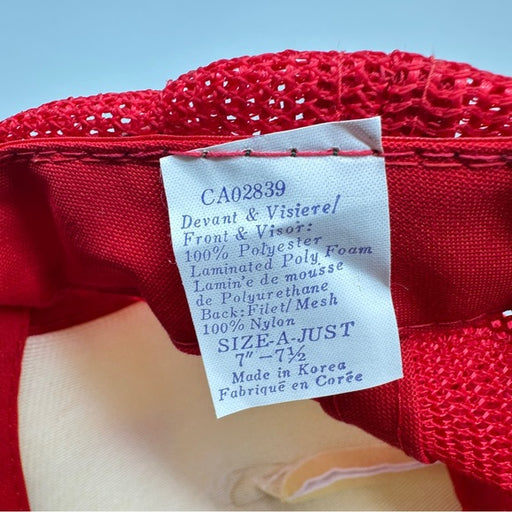 CA02839
Devant & Visiere/
Front & Visor:
100% Polyester
Laminated Poly Foam
Lamin'e de mousse
de Polyurethane
Back: Filet/Mesh
100% Nylon
SIZE-A-JUST
7"-7½
Made in Korea
Fabriqué en Corée